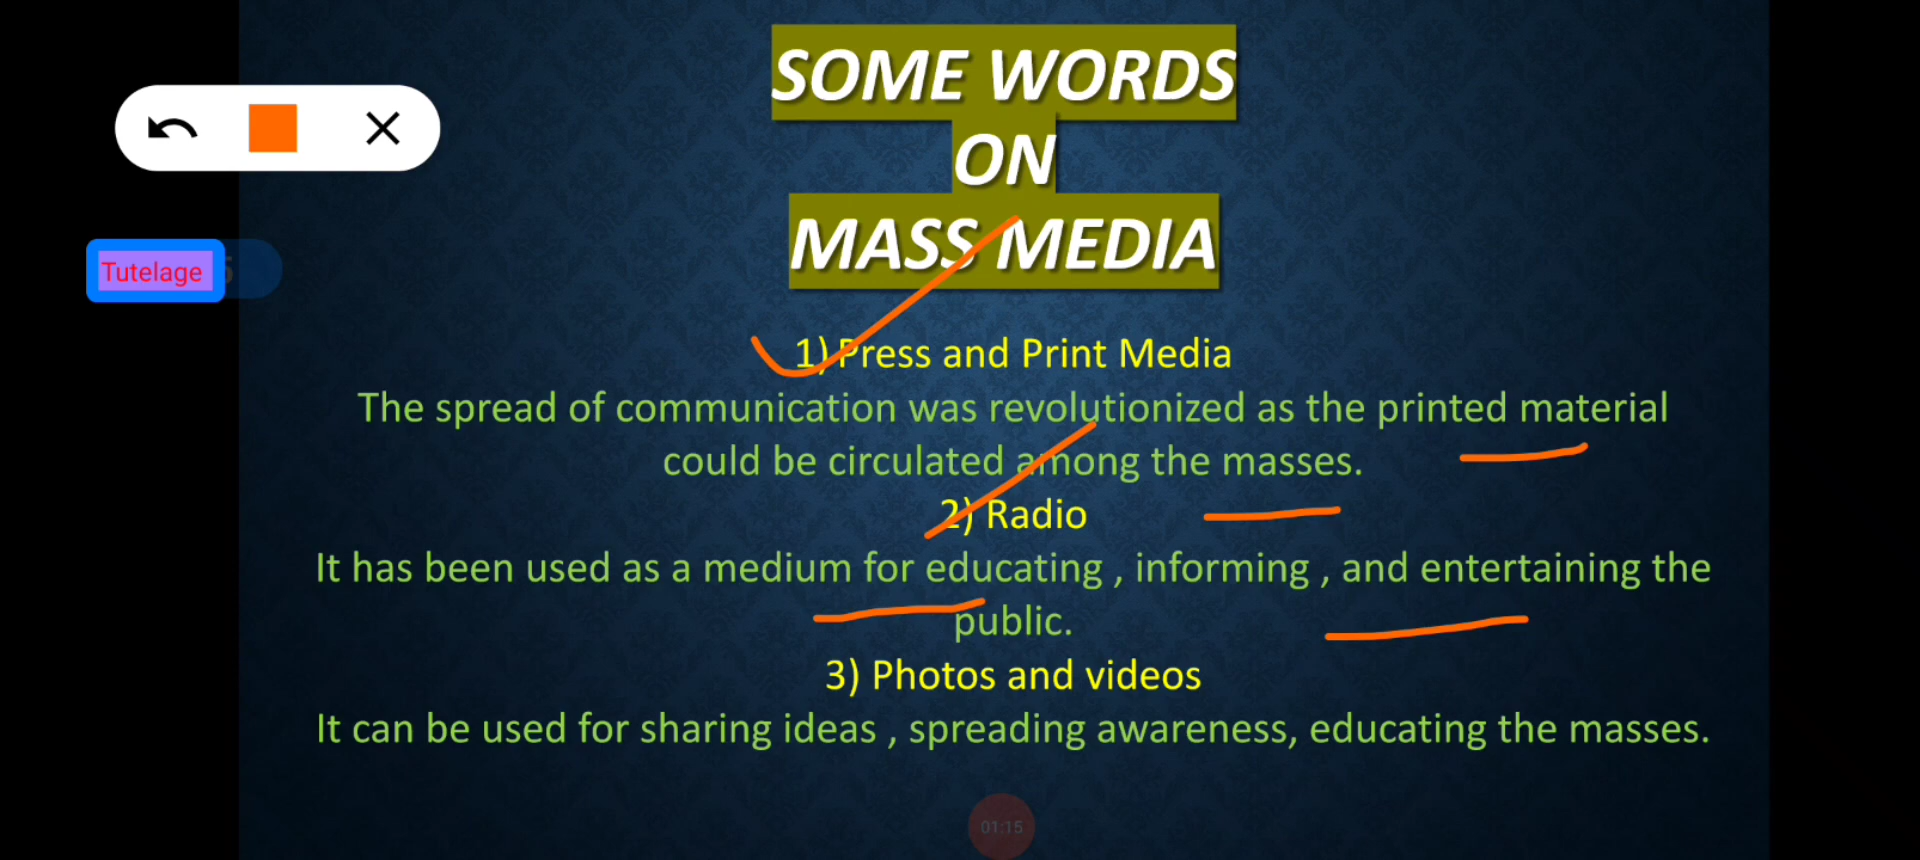 SOME WORDS
ON
MASS MEDIA
Tutelage
1) Press and Print Media
The spread of communication was revolutionized as the printed material
could be circulated among the masses.
2) Radio
It has been used as a medium for educating , informing , and entertaining the
public.
3) Photos and videos
It can be used for sharing ideas , spreading awareness, educating the masses.
01:15